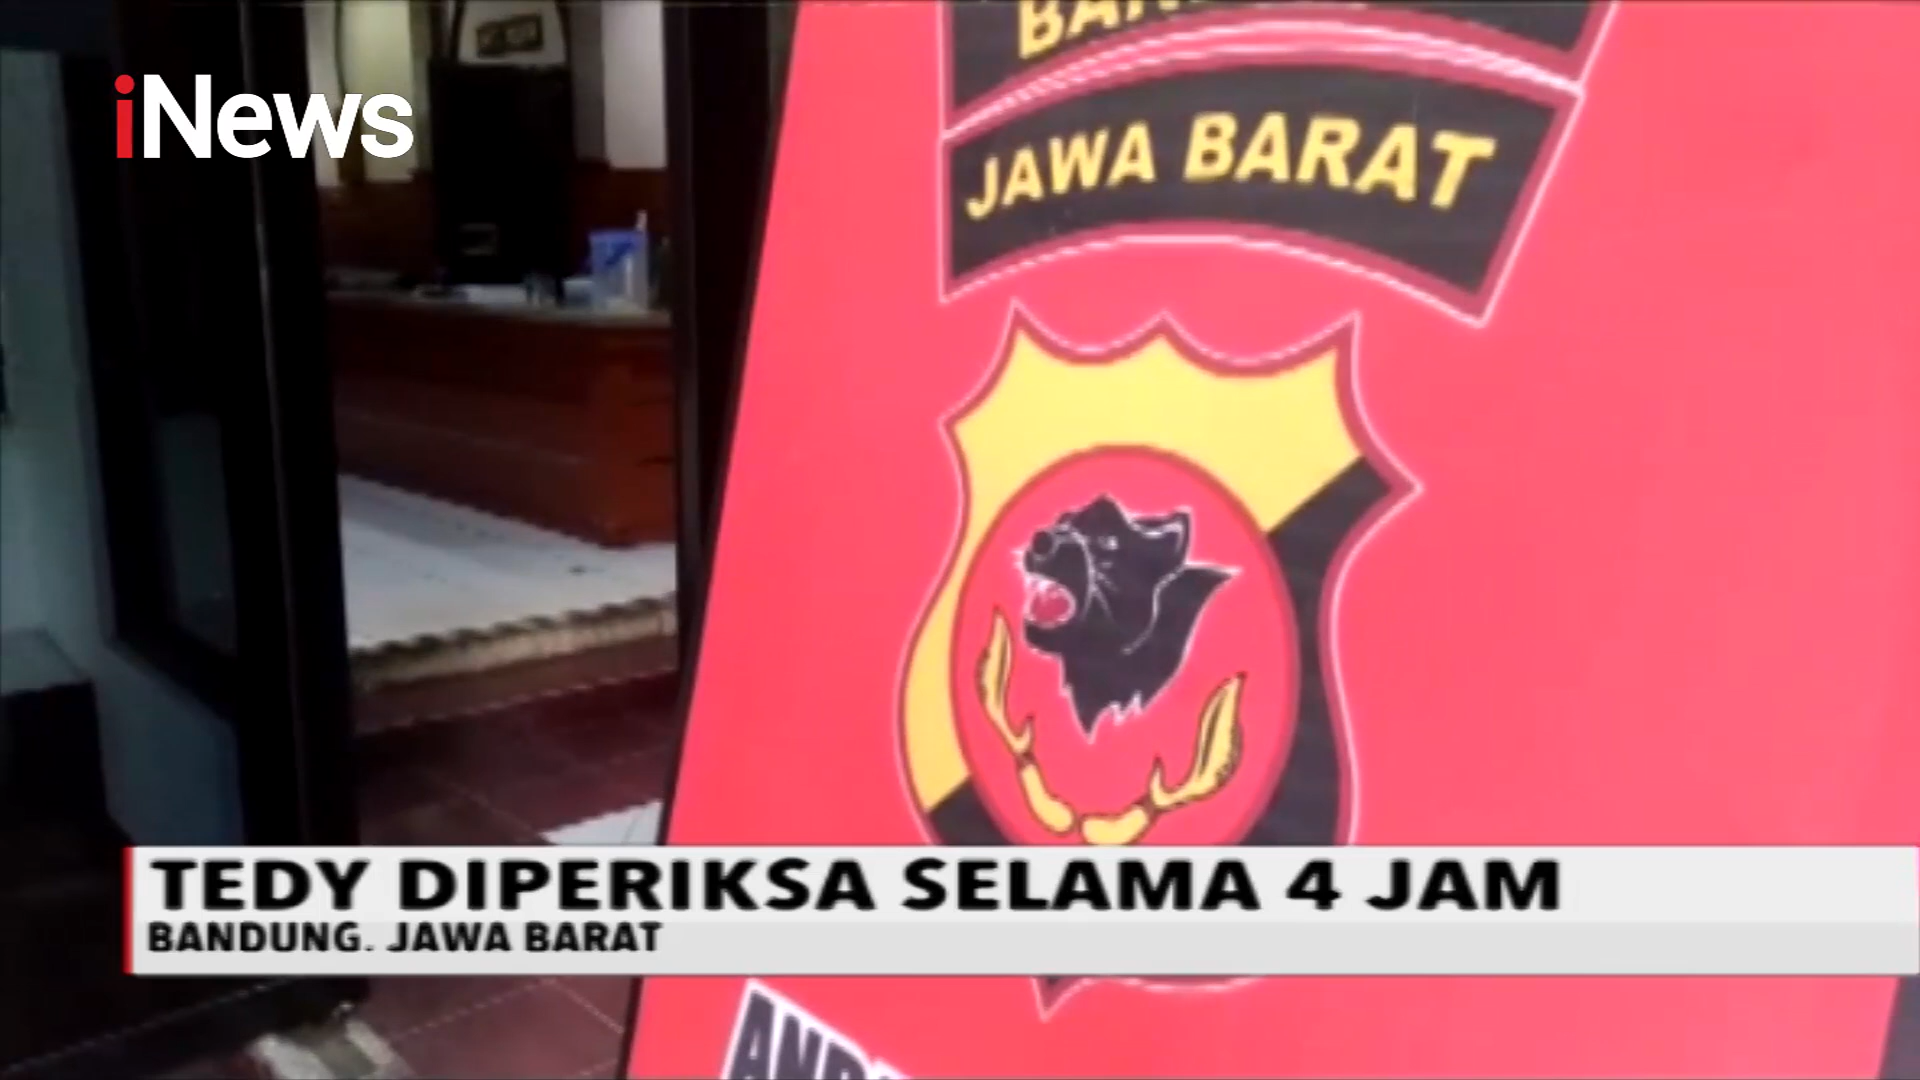 iNews
JAWA BARAT
TEDY DIPERIKSA SELAMA 4 JAM
BANDUNG, JAWA BARAT